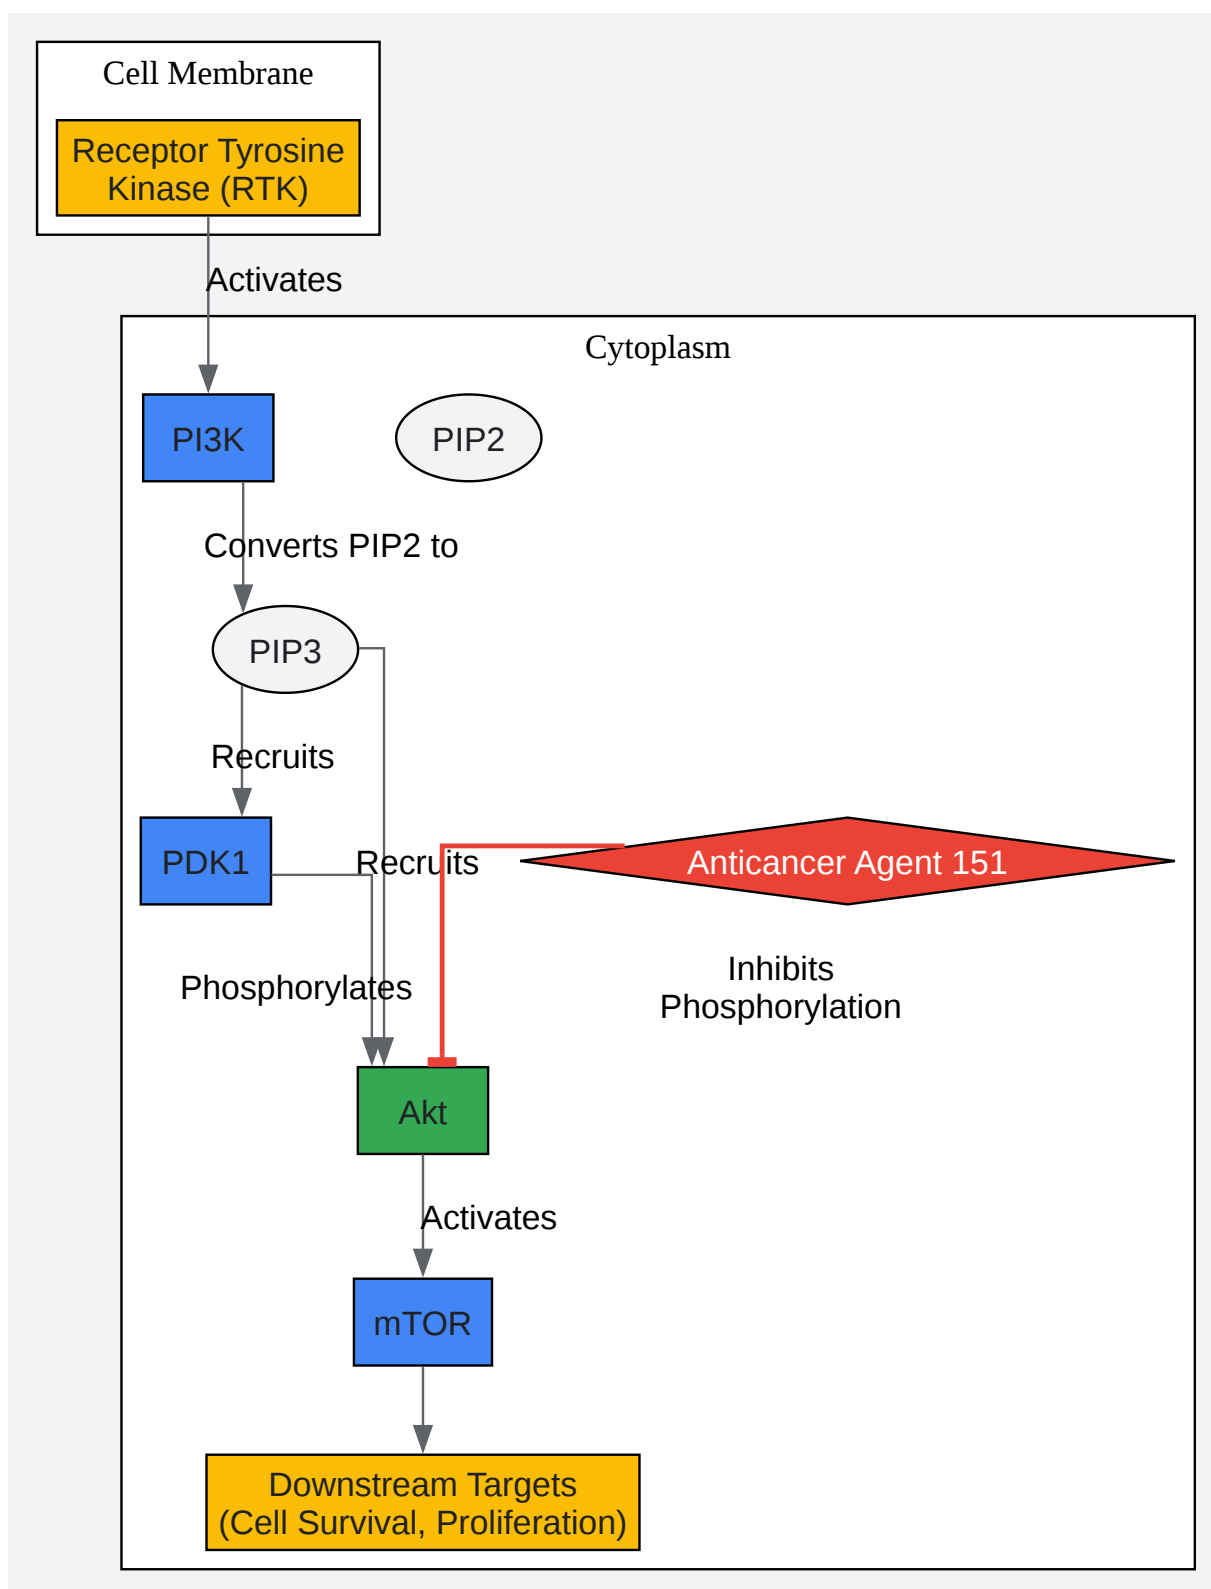 Cell Membrane
Receptor Tyrosine
Kinase (RTK)
Activates
Cytoplasm
PI3K
PIP2
Converts PIP2 to
PIP3
Recruits
PDK1
Recruits
Anticancer Agent 151
Phosphorylates
Inhibits
Phosphorylation
Akt
Activates
mTOR
Downstream Targets
(Cell Survival, Proliferation)